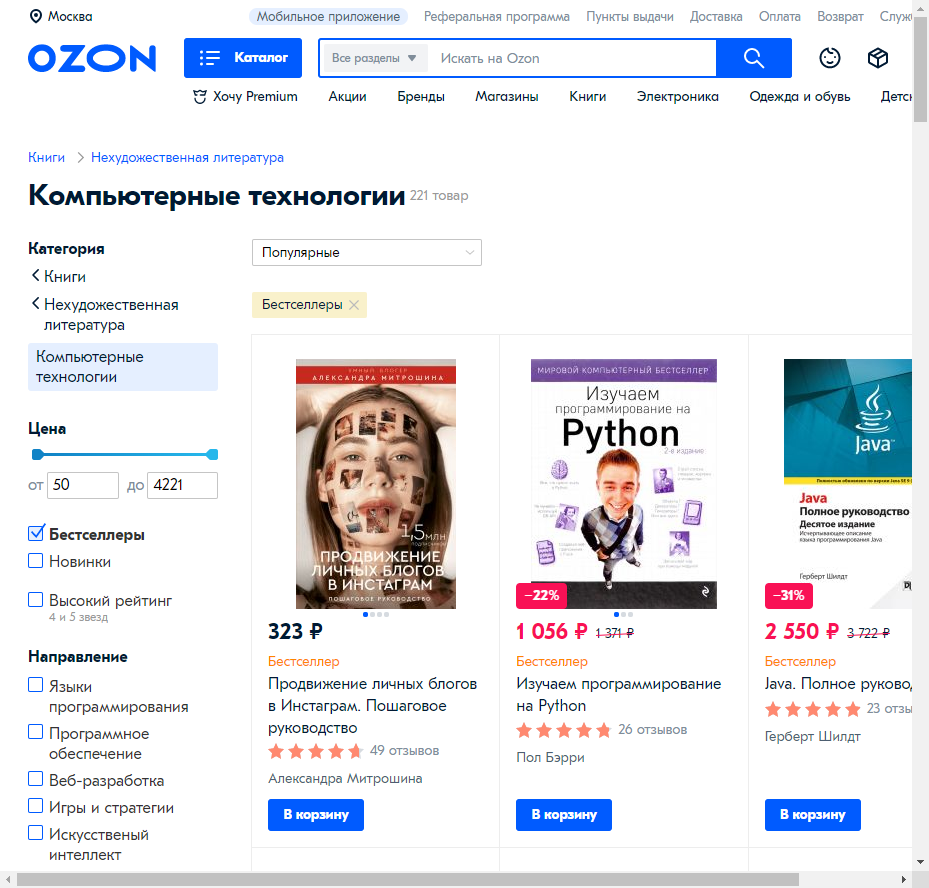 Москва
Мобильное приложение
Реферальная программа
Пункты выдачи
Доставка
Оплата
Возврат
OZON
Каталог
Все разделы
Искать на Ozon
Хочу Premium
Акции
Бренды
Магазины
Книги
Электроника
Одежда и обувь
Книги
Нехудожественная литература
Компьютерные технологии 221 товар
Категория
Книги
Нехудожественная
литература
Компьютерные
технологии
Цена
от 50 до 4221
Бестселлеры
Новинки
Высокий рейтинг
4 и 5 звезд
Направление
Языки
программирования
Программное
обеспечение
Веб-разработка
Игры и стратегии
Искусственый
интеллект
Популярные
Бестселлеры
УМНЫЙ БЛОГЕР
АЛЕКСАНДРА МИТРОШИНА
1,5 МЛН
ПРОДВИЖЕНИЕ
ЛИЧНЫХ БЛОГОВ
В ИНСТАГРАМ
ПОШАГОВОЕ РУКОВОДСТВО
323 ₽
Бестселлер
Продвижение личных блогов
в Инстаграм. Пошаговое
руководство
49 отзывов
Александра Митрошина
В корзину
МИРОВОЙ КОМПЬЮТЕРНЫЙ БЕСТСЕЛЛЕР
Изучаем
программирование на
Python
2-е издание
−22%
1 056 ₽ 1 371 ₽
Бестселлер
Изучаем программирование
на Python
26 отзывов
Пол Бэрри
В корзину
Java
Java
Полное руководство
Десятое издание
Исчерпывающее описание
языка программирования Java
Герберт Шилдт
−31%
2 550 ₽ 3 722 ₽
Бестселлер
Java. Полное
23
Герберт Шилдт
В корзину